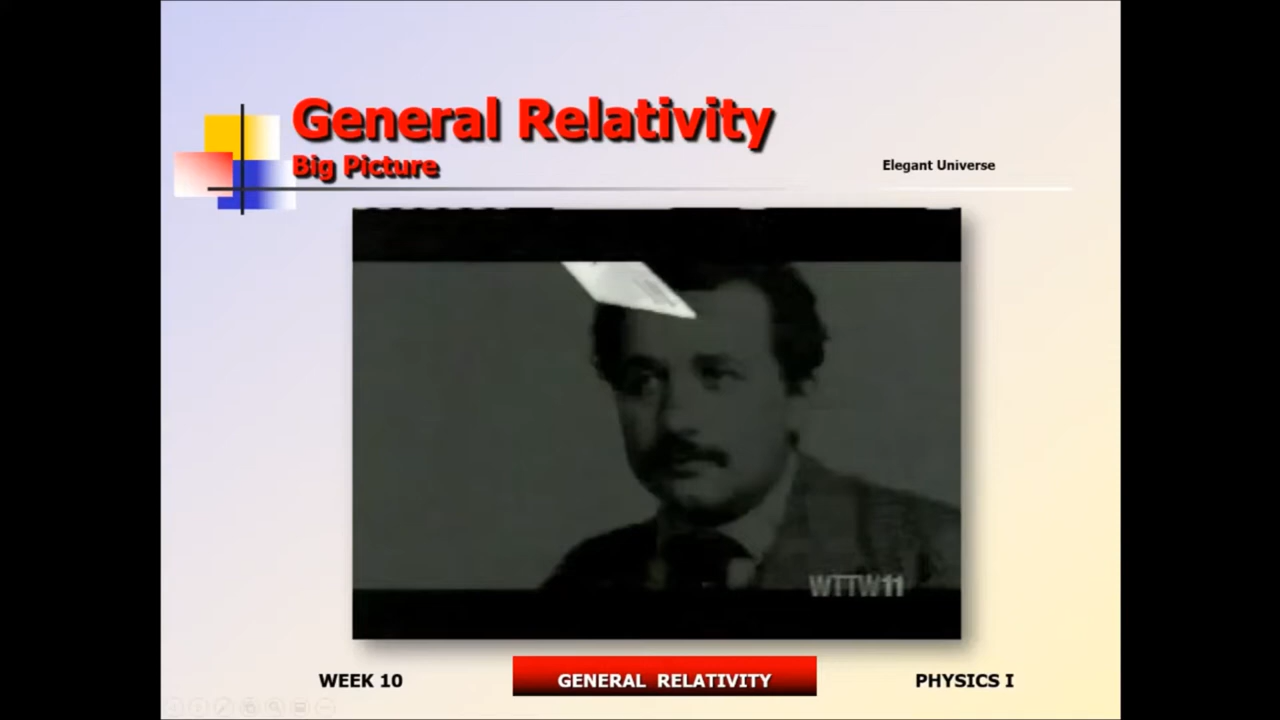 General Relativity
Big Picture
Elegant Universe
WTTW11
WEEK 10
GENERAL RELATIVITY
PHYSICS I